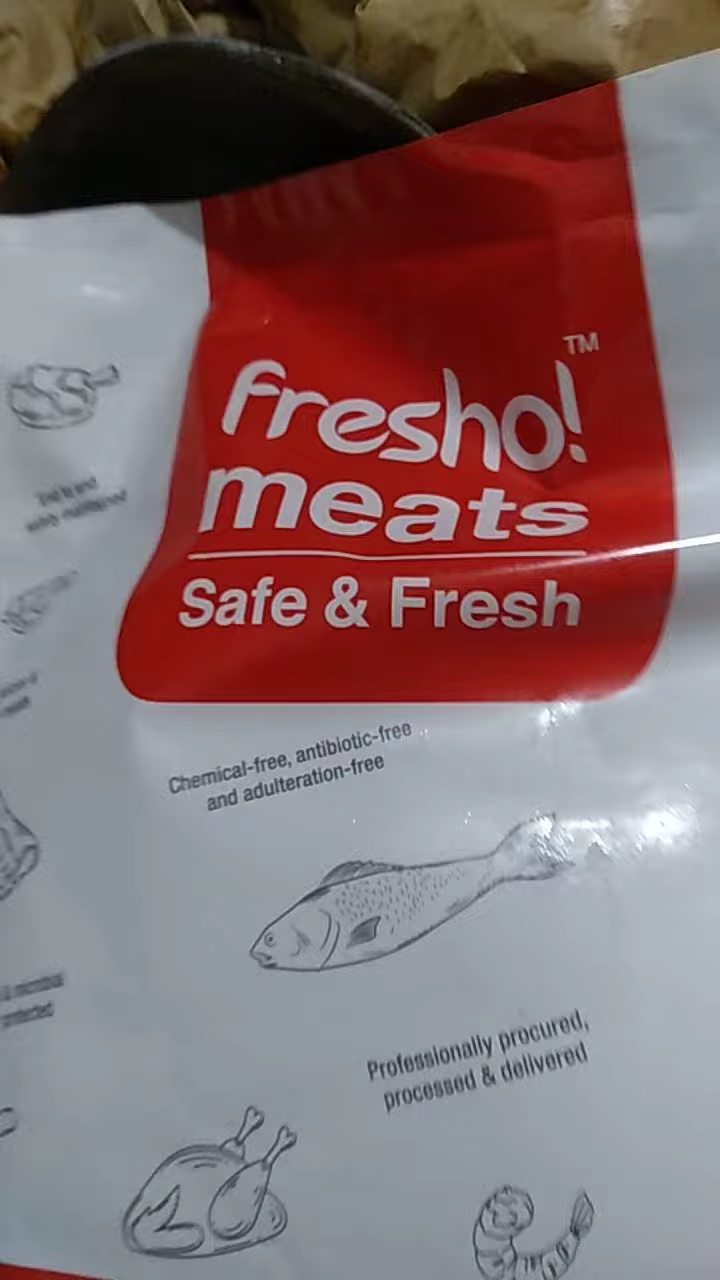 TM
fresho!
meats
Safe & Fresh
Chemical-free, antibiotic-free
and adulteration-free
Professionally procured,
processed & delivered